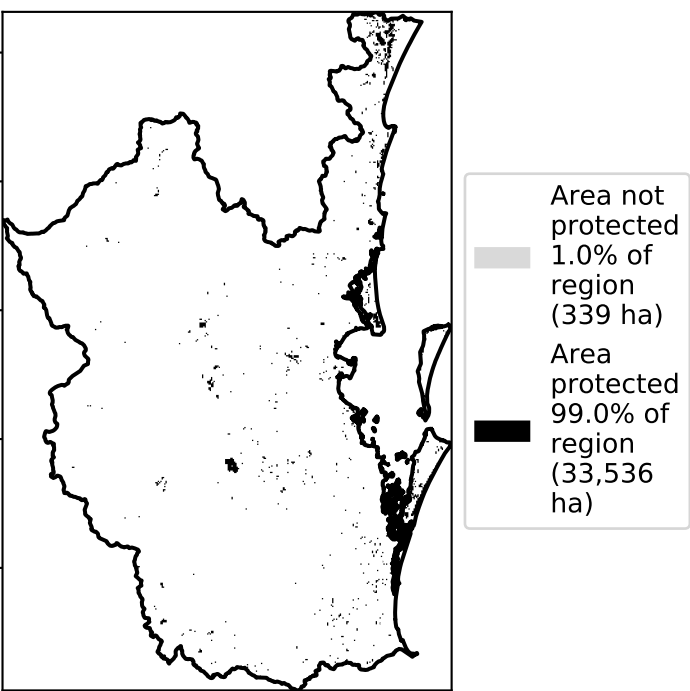 Area not
protected
1.0% of
region
(339 ha)
Area
protected
99.0% of
region
(33,536
ha)